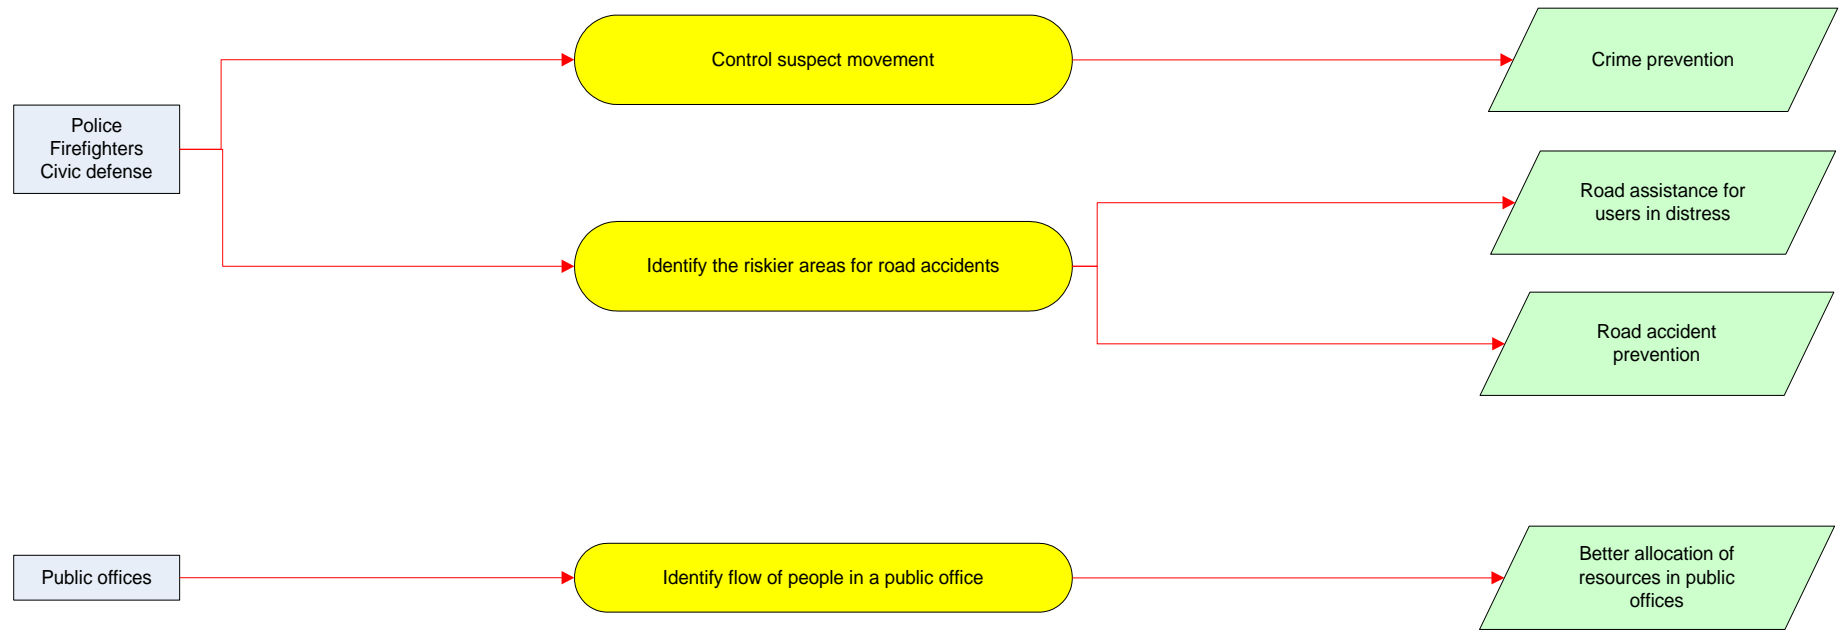 Police
Firefighters
Civic defense
Control suspect movement
Crime prevention
Identify the riskier areas for road accidents
Road assistance for
users in distress
Road accident
prevention
Public offices
Identify flow of people in a public office
Better allocation of
resources in public
offices